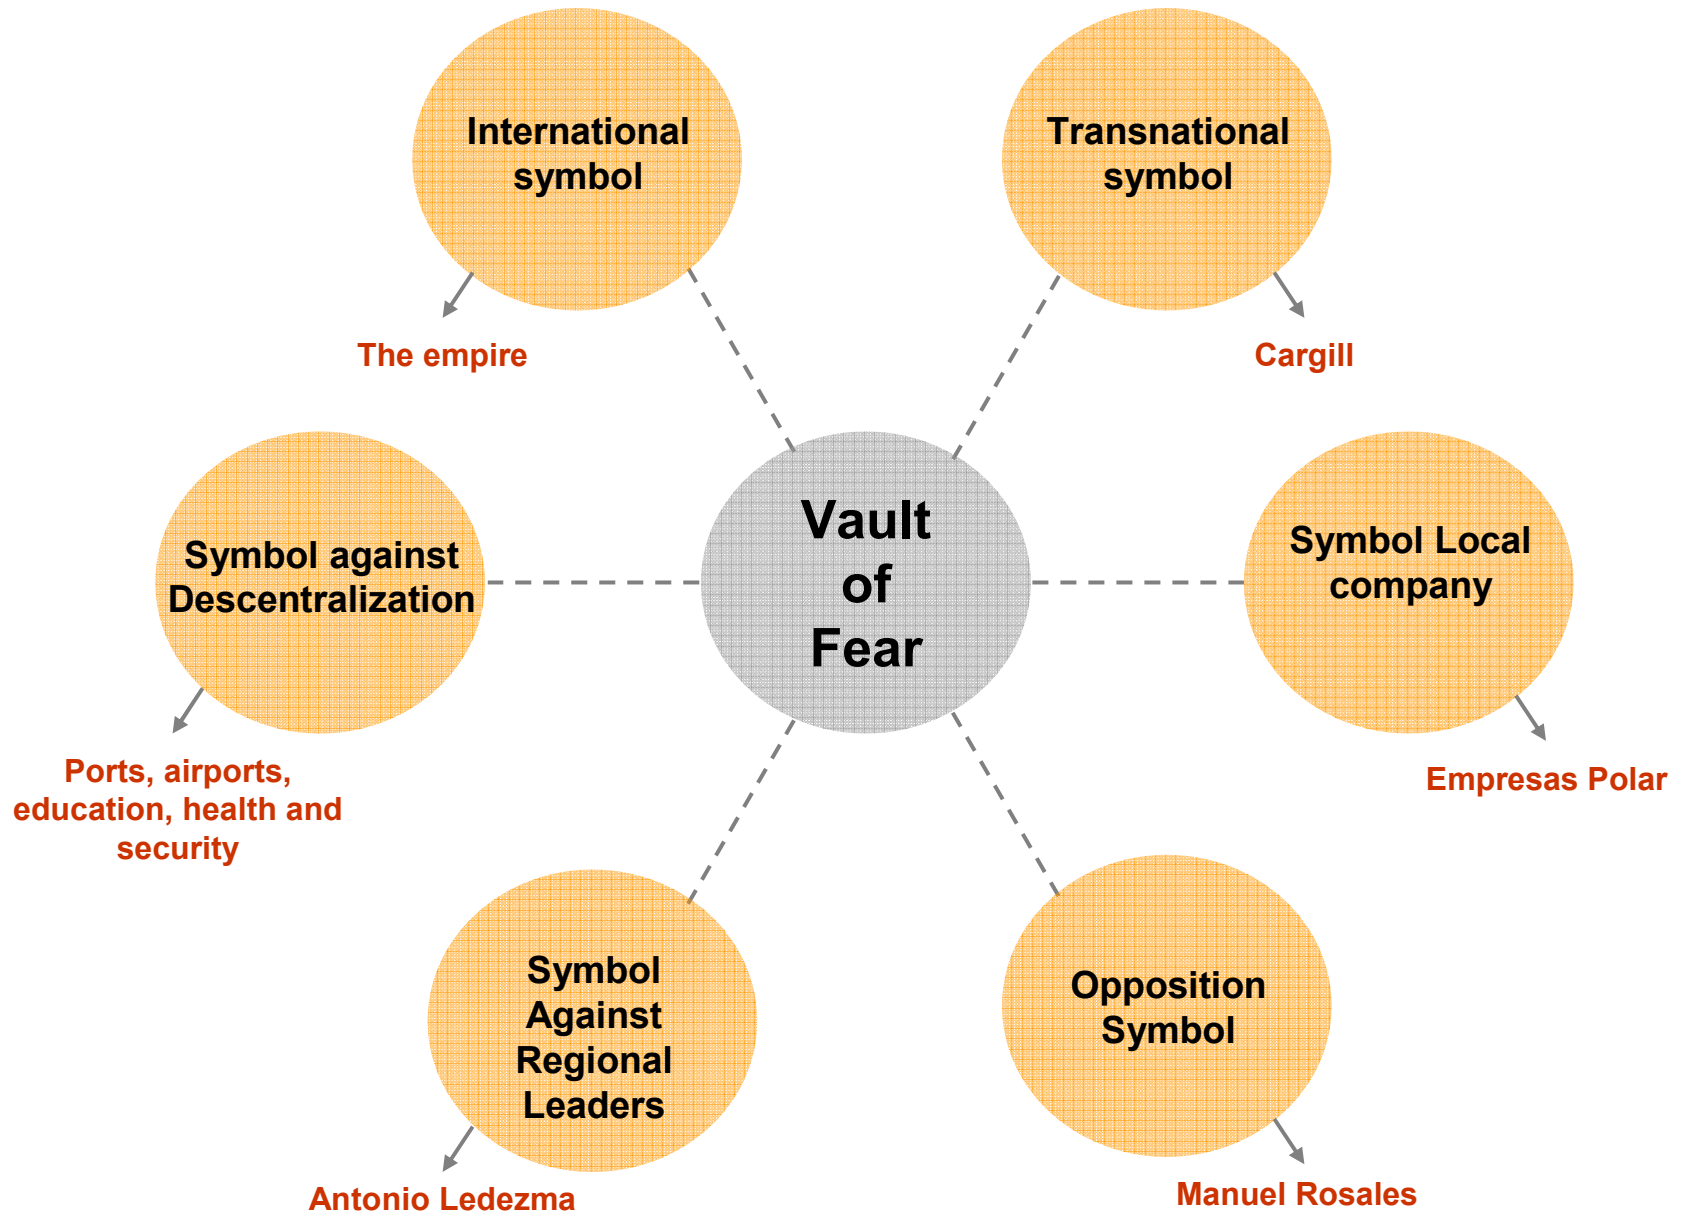 International
symbol
The empire
Transnational
symbol
Cargill
Vault
of
Fear
Symbol against
Descentralization
Ports, airports,
education, health and
security
Symbol Local
company
Empresas Polar
Symbol
Against
Regional
Leaders
Antonio Ledezma
Opposition
Symbol
Manuel Rosales